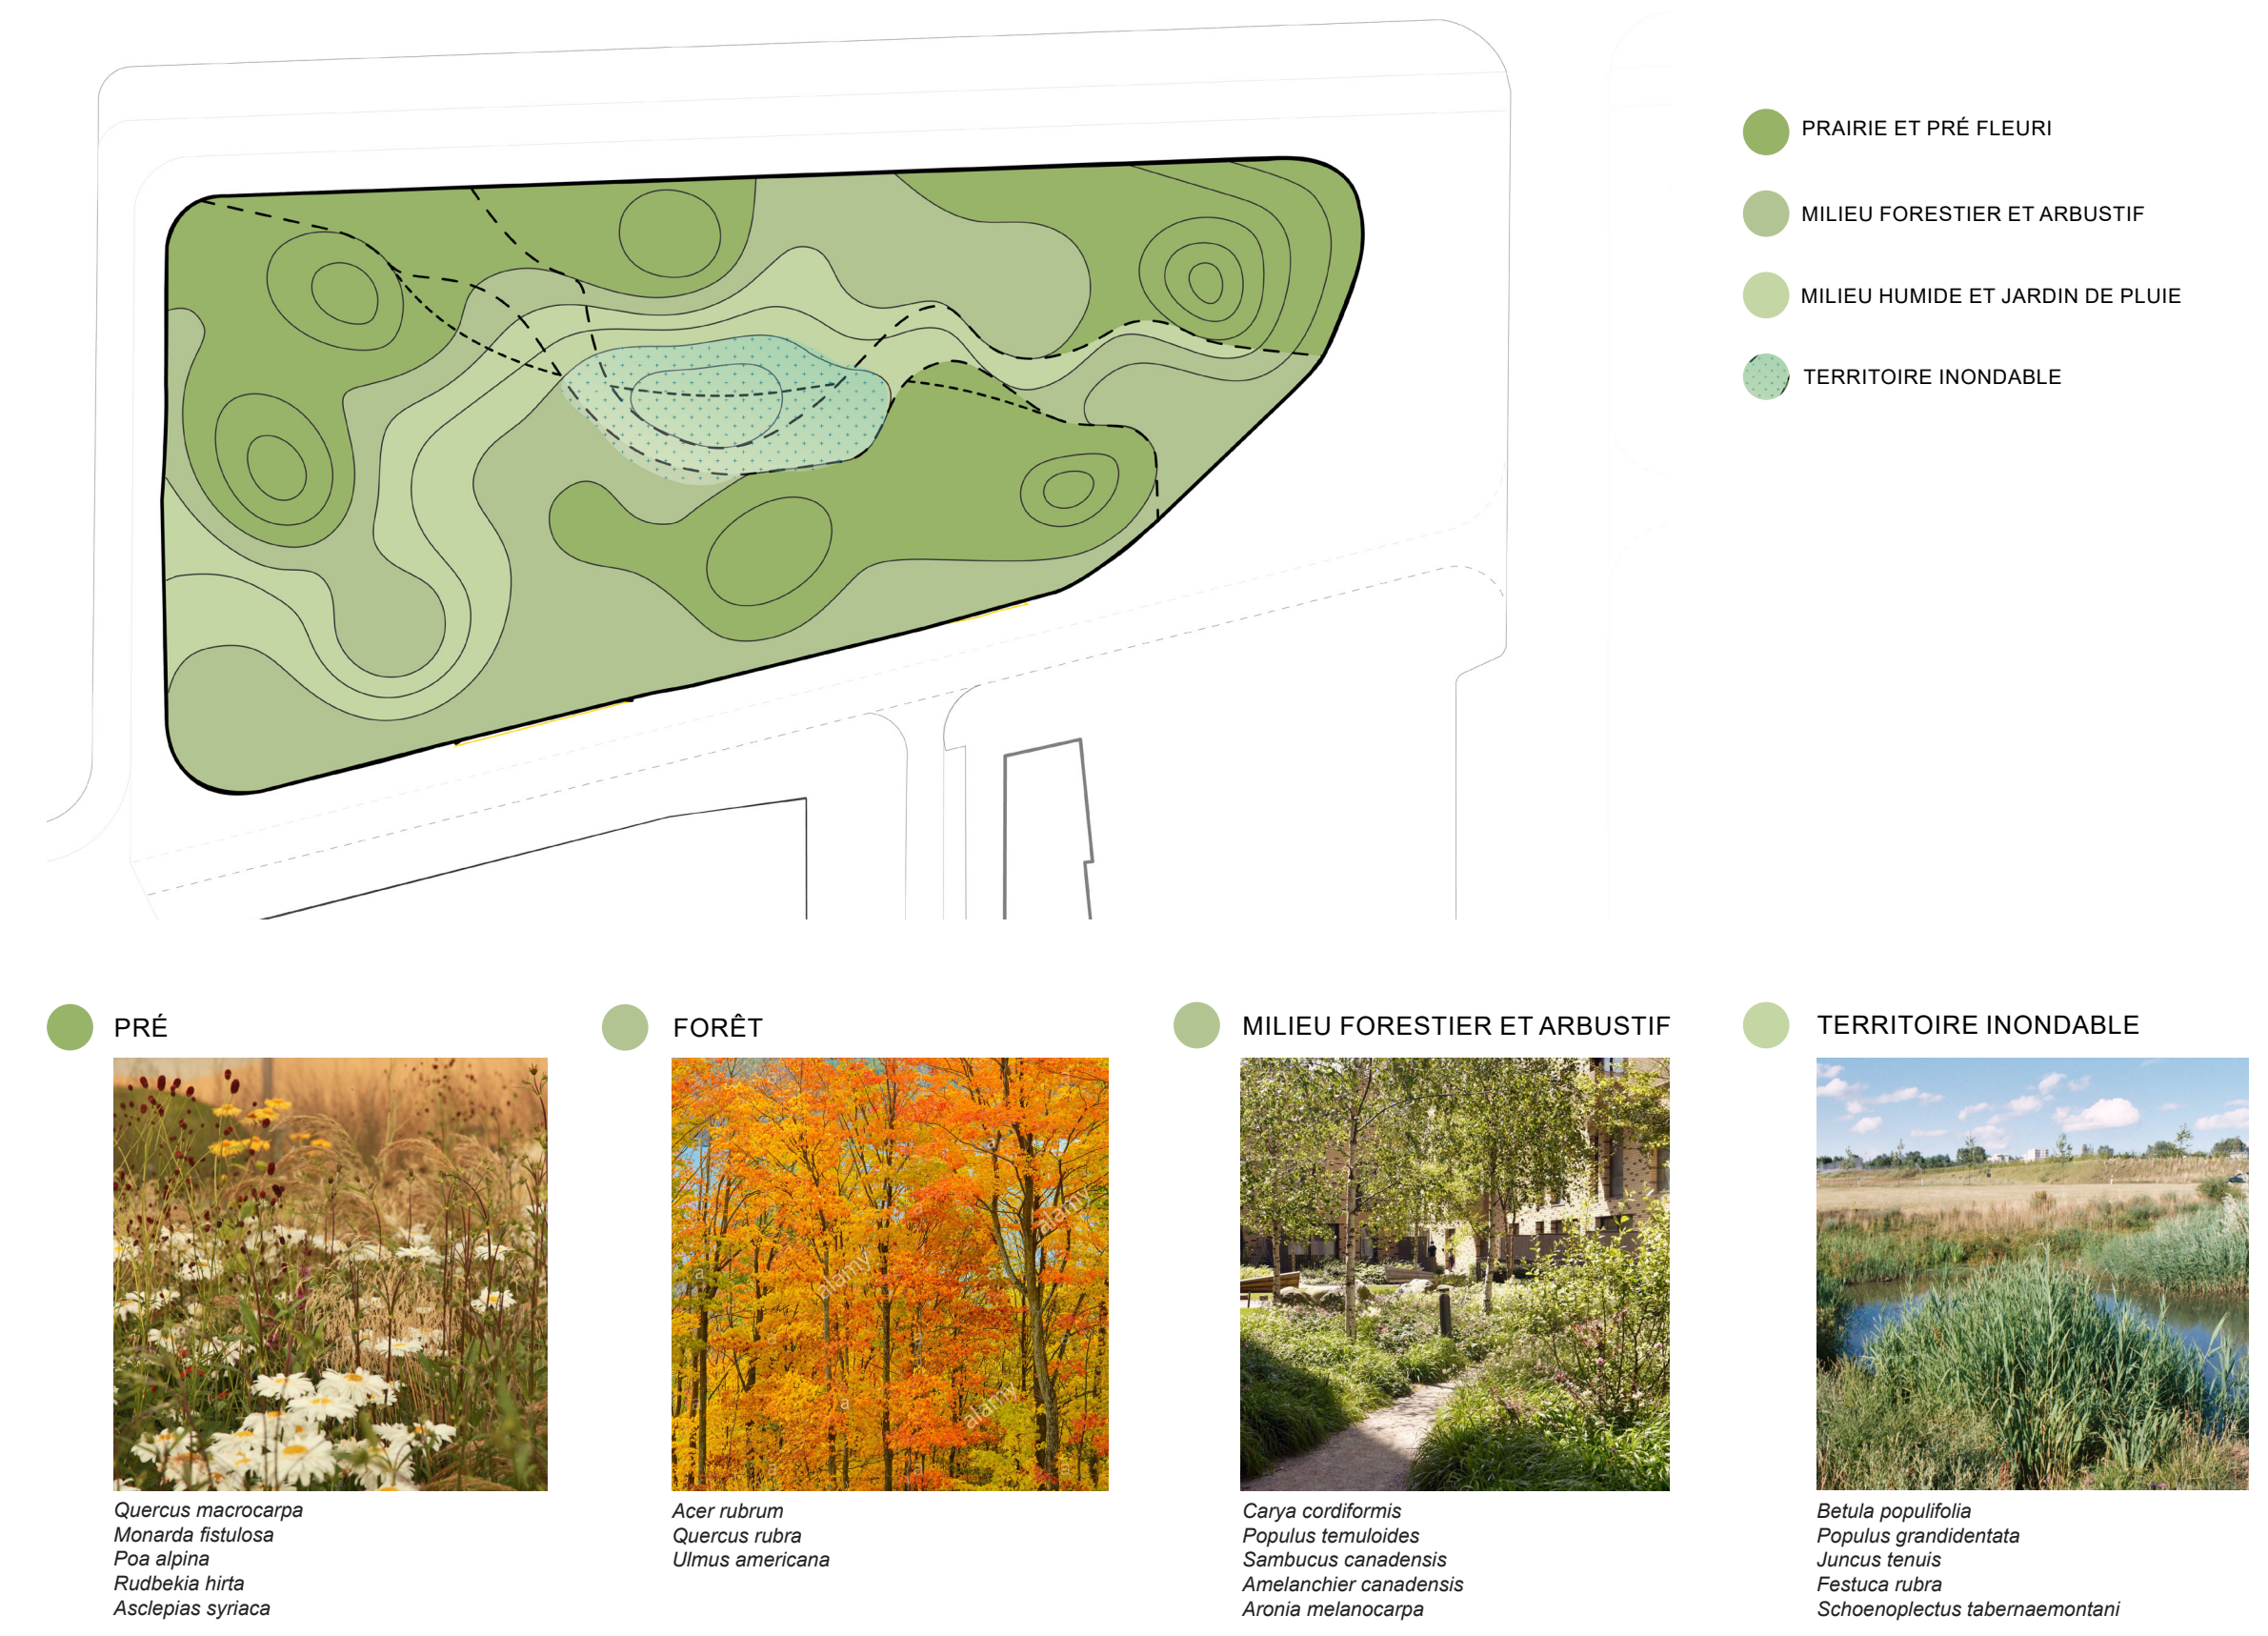 PRAIRIE ET PRÉ FLEURI
MILIEU FORESTIER ET ARBUSTIF
MILIEU HUMIDE ET JARDIN DE PLUIE
TERRITOIRE INONDABLE
PRÉ
Quercus macrocarpa
Monarda fistulosa
Poa alpina
Rudbekia hirta
Asclepias syriaca
FORÊT
alamy
alamy
alamy
a
a
a
Acer rubrum
Quercus rubra
Ulmus americana
MILIEU FORESTIER ET ARBUSTIF
Carya cordiformis
Populus temuloides
Sambucus canadensis
Amelanchier canadensis
Aronia melanocarpa
TERRITOIRE INONDABLE
Betula populifolia
Populus grandidentata
Juncus tenuis
Festuca rubra
Schoenoplectus tabernaemontani